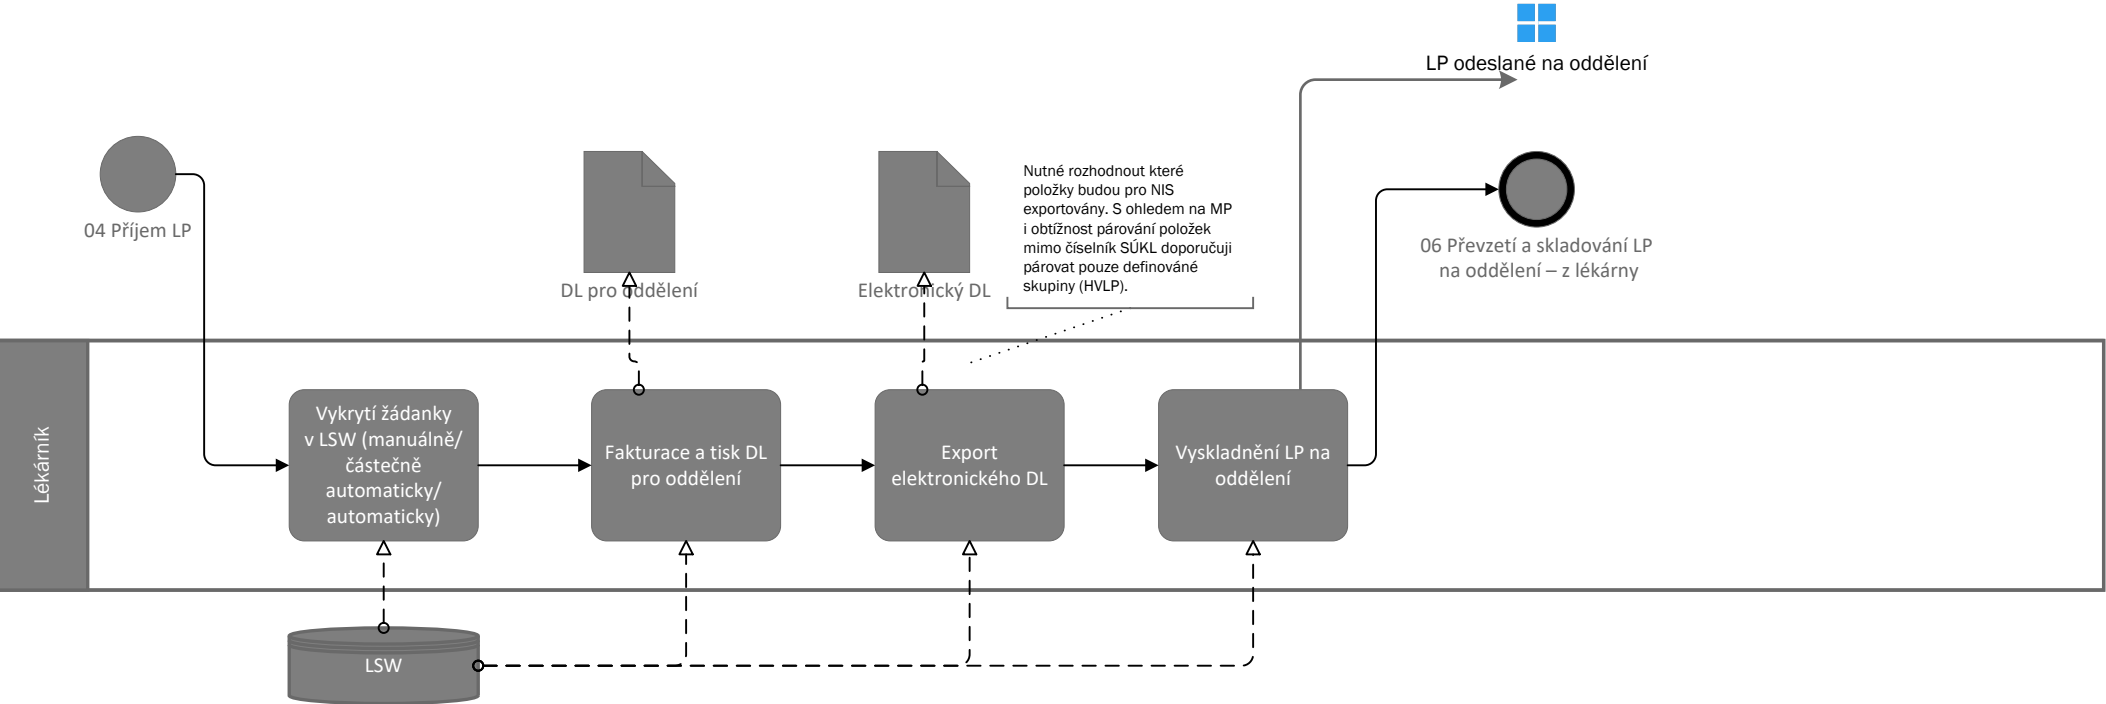 LP odeslané na oddělení
04 Příjem LP
DL pro oddělení
Elektronický DL
Nutné rozhodnout které
položky budou pro NIS
exportovány. S ohledem na MP
i obtížnost párování položek
mimo číselník SÚKL doporučuji
párovat pouze definováné
skupiny (HVLP).
06 Převzetí a skladování LP
na oddělení – z lékárny
Lékárník
Vykrytí žádanky
v LSW (manuálně/
částečně
automaticky/
automaticky)
Fakturace a tisk DL
pro oddělení
Export
elektronického DL
Vyskladnění LP na
oddělení
LSW